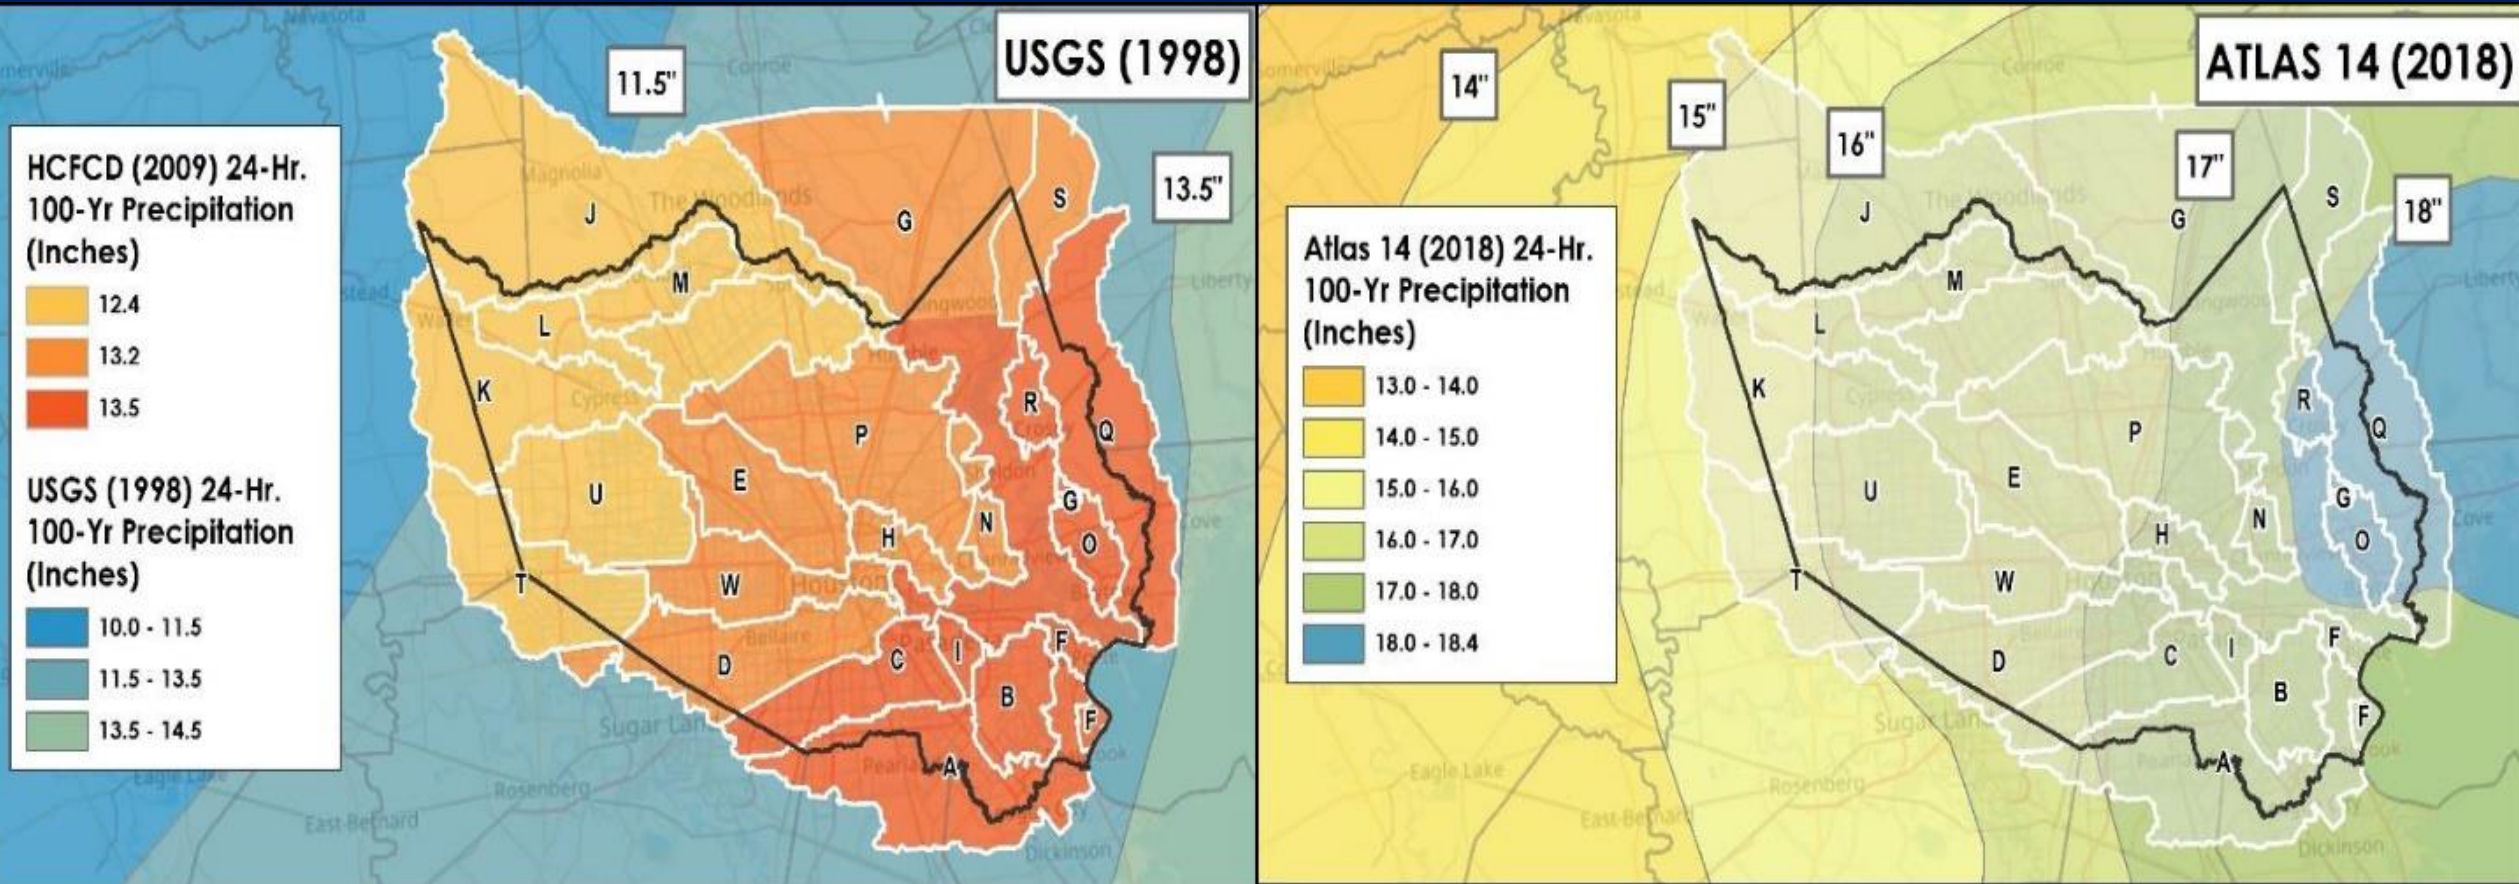 USGS (1998)
11.5"
13.5"
HCFCD (2009) 24-Hr.
100-Yr Precipitation
(Inches)
12.4
13.2
13.5
USGS (1998) 24-Hr.
100-Yr Precipitation
(Inches)
10.0 - 11.5
11.5 - 13.5
13.5 - 14.5
Navasota
Conroe
Magnolia
The Woodlands
J
G
S
M
Liberty
L
Humble
K
Cypress
R
Crosby
P
Q
Sheldon
E
U
G
N
Cove
H
O
T
W
Houston
Bellaire
F
Pasadena
D
C
I
B
Sugar Land
F
A
Eagle Lake
Rosenberg
East Bernard
Dickinson
ATLAS 14 (2018)
14"
15"
16"
17"
18"
Atlas 14 (2018) 24-Hr.
100-Yr Precipitation
(Inches)
13.0 - 14.0
14.0 - 15.0
15.0 - 16.0
16.0 - 17.0
17.0 - 18.0
18.0 - 18.4
Navasota
Somerville
Conroe
The Woodlands
J
G
S
M
L
K
Cypress
R
P
Q
E
U
G
N
Cove
H
O
T
W
Houston
F
D
C
I
B
Sugar Land
F
A
Eagle Lake
Rosenberg
East Bernard
Dickinson